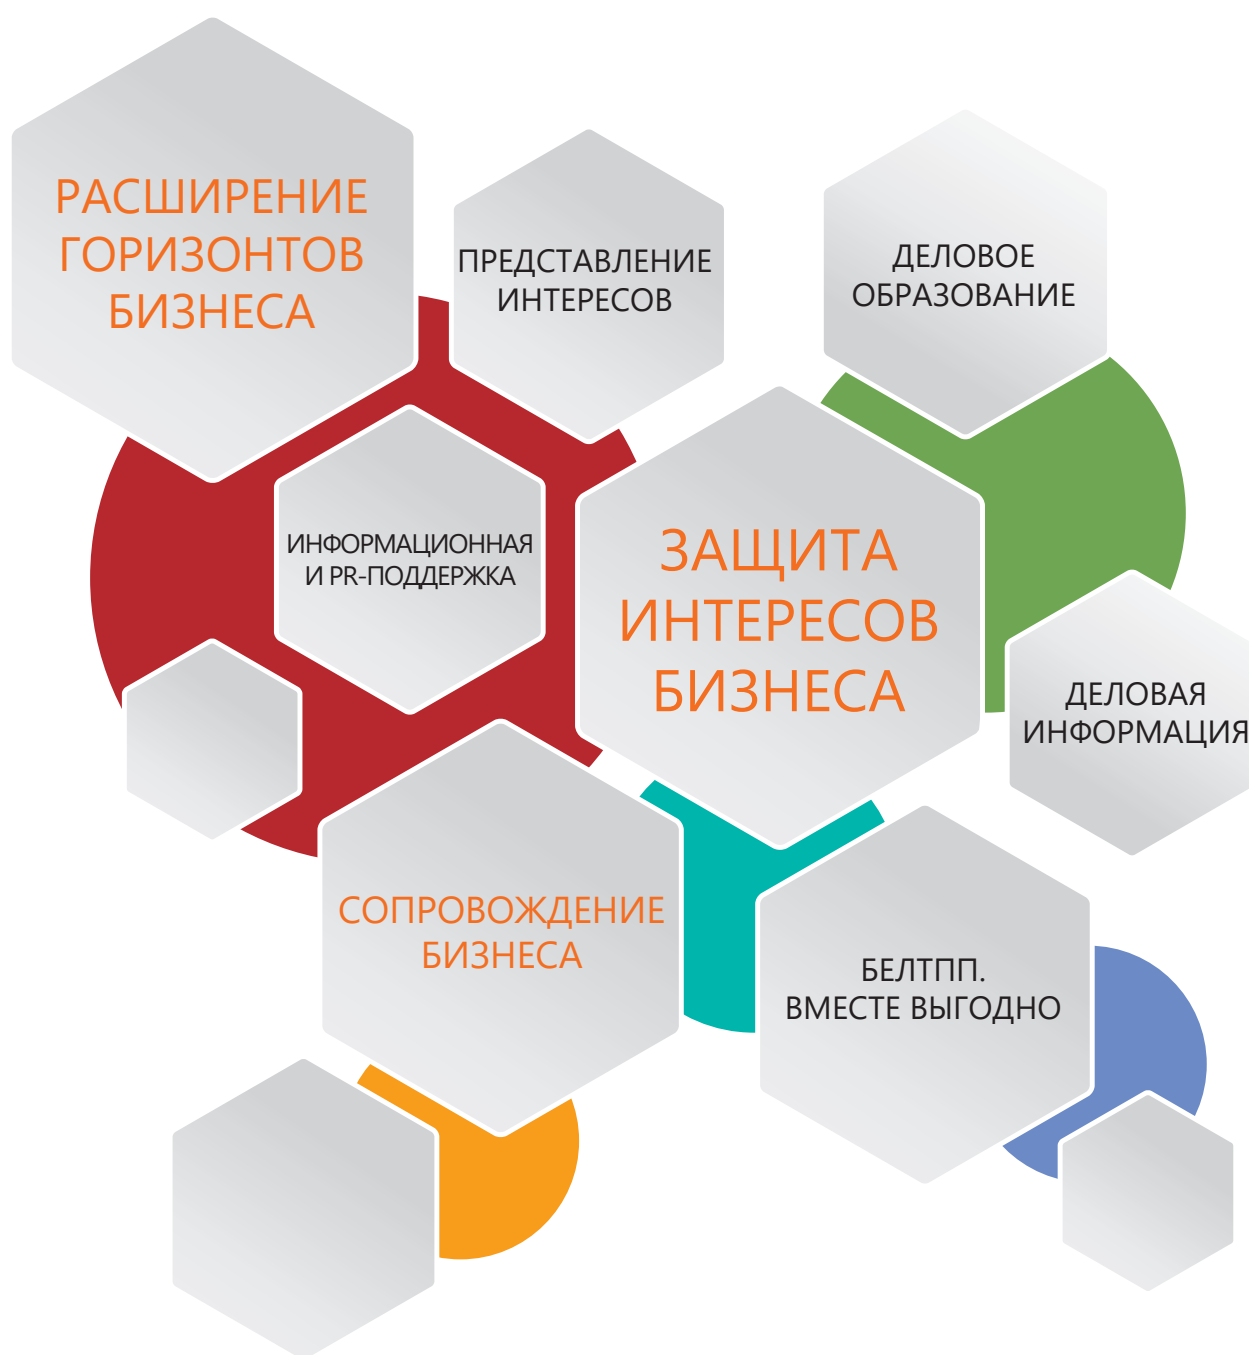 РАСШИРЕНИЕ
ГОРИЗОНТОВ
БИЗНЕСА
ПРЕДСТАВЛЕНИЕ
ИНТЕРЕСОВ
ДЕЛОВОЕ
ОБРАЗОВАНИЕ
ИНФОРМАЦИОННАЯ
И PR-ПОДДЕРЖКА
ЗАЩИТА
ИНТЕРЕСОВ
БИЗНЕСА
ДЕЛОВАЯ
ИНФОРМАЦИЯ
СОПРОВОЖДЕНИЕ
БИЗНЕСА
БЕЛТПП.
ВМЕСТЕ ВЫГОДНО